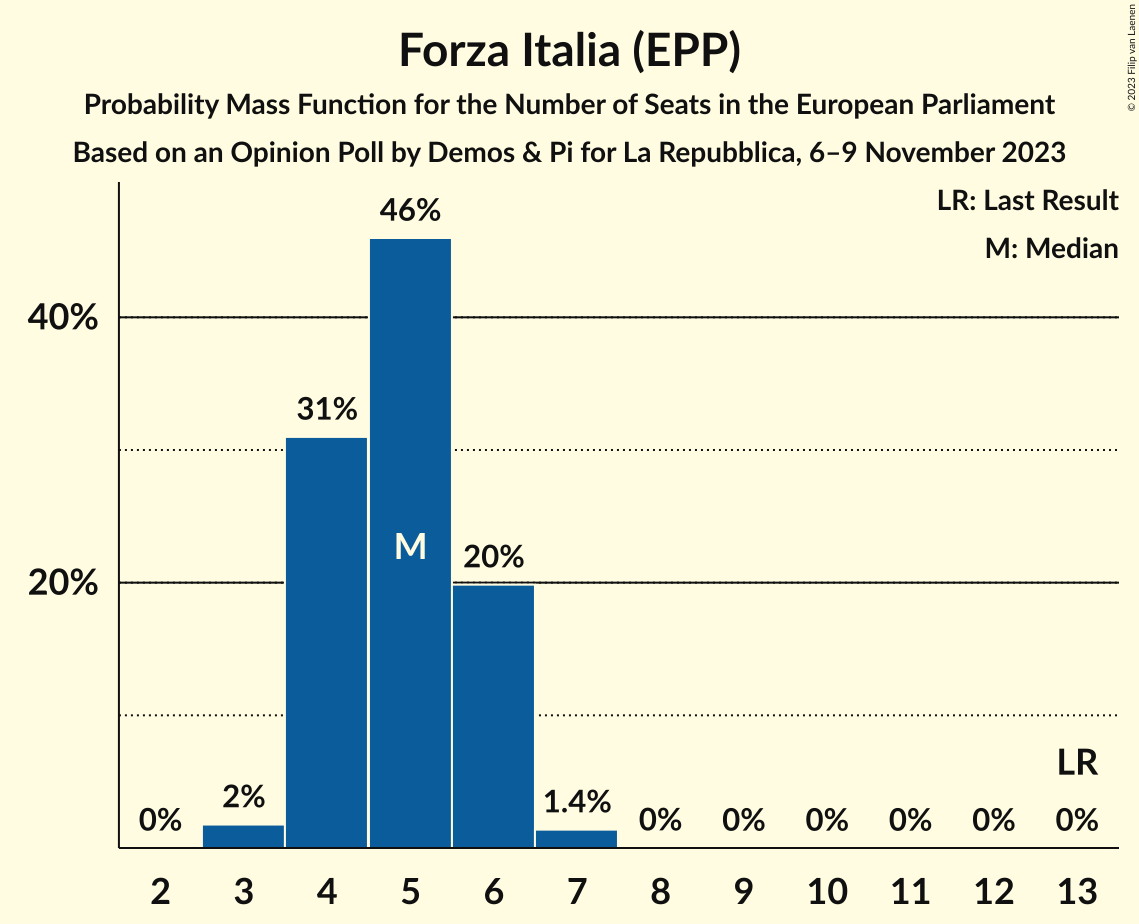 Forza Italia (EPP)
Probability Mass Function for the Number of Seats in the European Parliament
Based on an Opinion Poll by Demos & Pi for La Repubblica, 6–9 November 2023
© 2023 Filip van Laenen
LR: Last Result
M: Median
46%
40%
31%
M
20%
20%
LR
0%
2%
1.4%
0%
0%
0%
0%
0%
0%
2 3 4 5 6 7 8 9 10 11 12 13